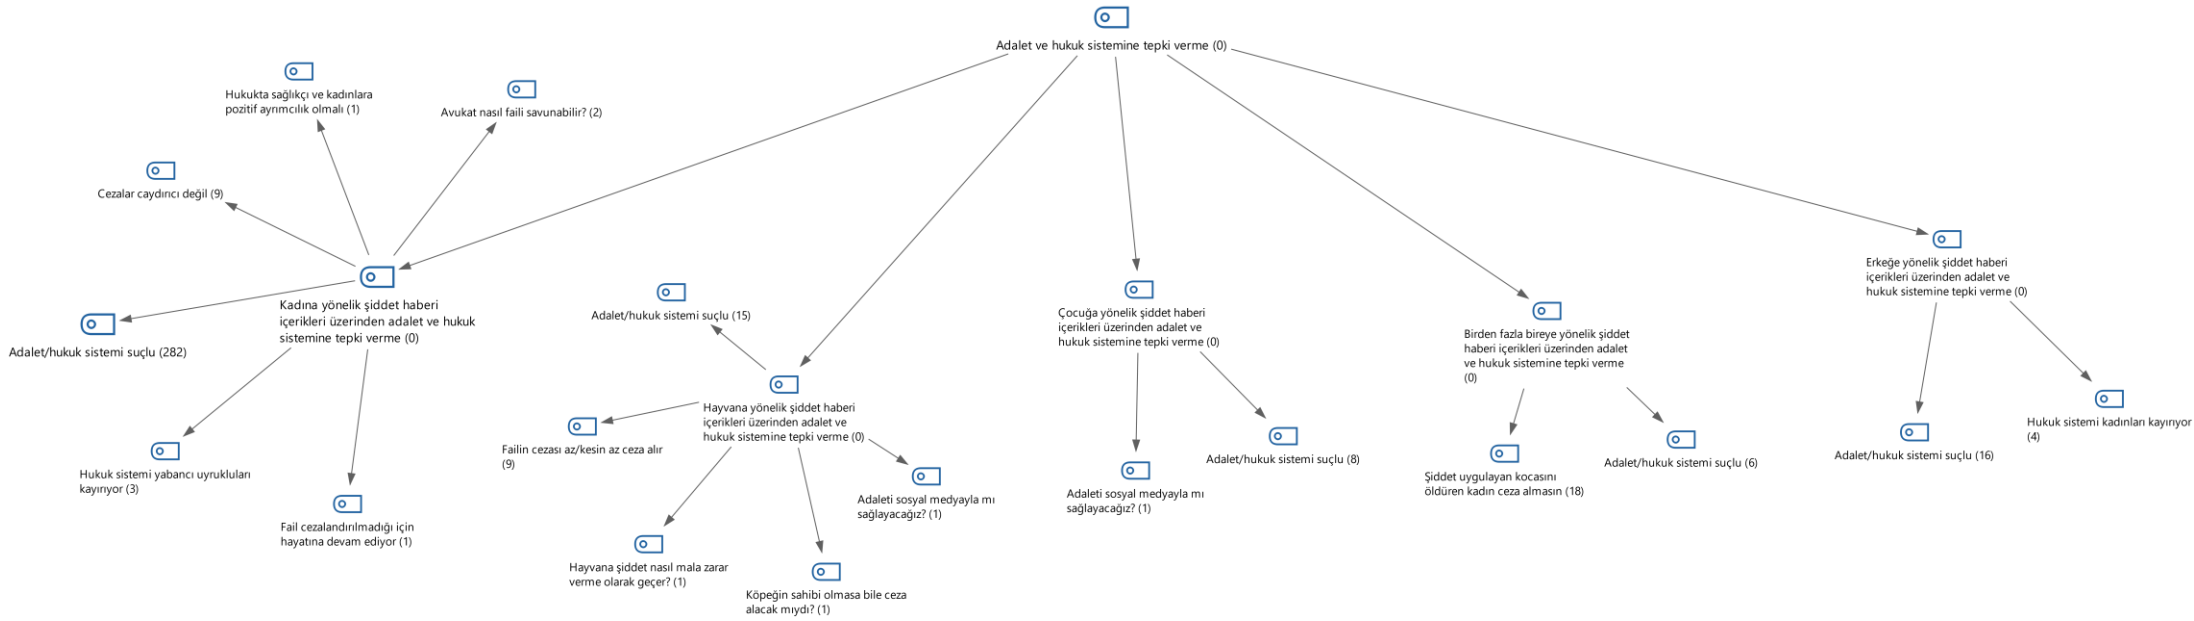 Adalet ve hukuk sistemine tepki verme (0)
Hukukta sağlıkçı ve kadınlara
pozitif ayrımcılık olmalı (1)
Avukat nasıl faili savunabilir? (2)
Cezalar caydırıcı değil (9)
Kadına yönelik şiddet haberi
içerikleri üzerinden adalet ve hukuk
sistemine tepki verme (0)
Adalet/hukuk sistemi suçlu (282)
Hukuk sistemi yabancı uyrukluları
kayırıyor (3)
Fail cezalandırılmadığı için
hayatına devam ediyor (1)
Adalet/hukuk sistemi suçlu (15)
Hayvana yönelik şiddet haberi
içerikleri üzerinden adalet ve
hukuk sistemine tepki verme (0)
Failin cezası az/kesin az ceza alır
(9)
Hayvana şiddet nasıl mala zarar
verme olarak geçer? (1)
Köpeğin sahibi olmasa bile ceza
alacak mıydı? (1)
Adaleti sosyal medyayla mı
sağlayacağız? (1)
Çocuğa yönelik şiddet haberi
içerikleri üzerinden adalet ve
hukuk sistemine tepki verme (0)
Adaleti sosyal medyayla mı
sağlayacağız? (1)
Adalet/hukuk sistemi suçlu (8)
Birden fazla bireye yönelik şiddet
haberi içerikleri üzerinden adalet
ve hukuk sistemine tepki verme
(0)
Şiddet uygulayan kocasını
öldüren kadın ceza almasın (18)
Adalet/hukuk sistemi suçlu (6)
Erkeğe yönelik şiddet haberi
içerikleri üzerinden adalet ve
hukuk sistemine tepki verme (0)
Adalet/hukuk sistemi suçlu (16)
Hukuk sistemi kadınları kayırıyor
(4)